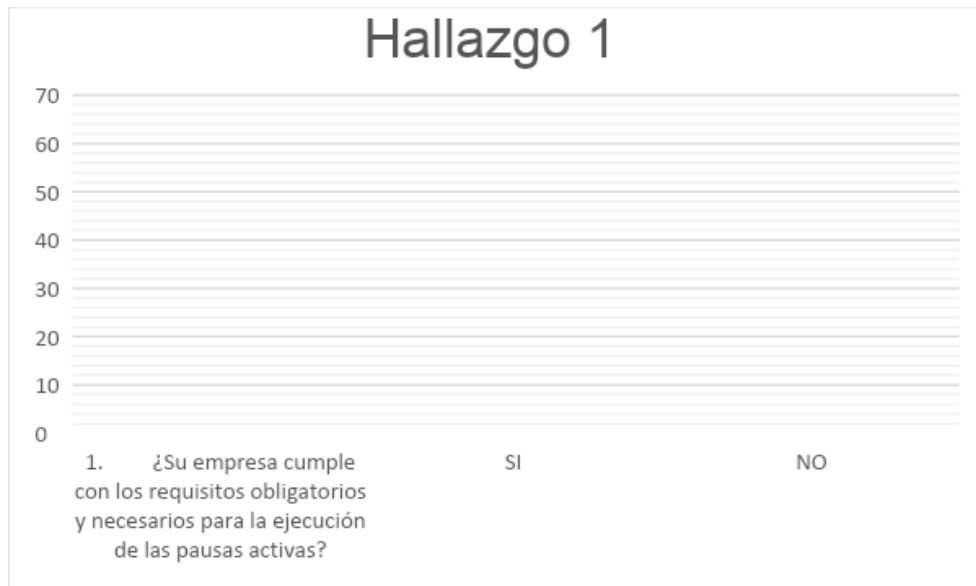 Hallazgo 1
70
60
50
40
30
20
10
0
1. ¿Su empresa cumple
con los requisitos obligatorios
y necesarios para la ejecución
de las pausas activas?
SI
NO